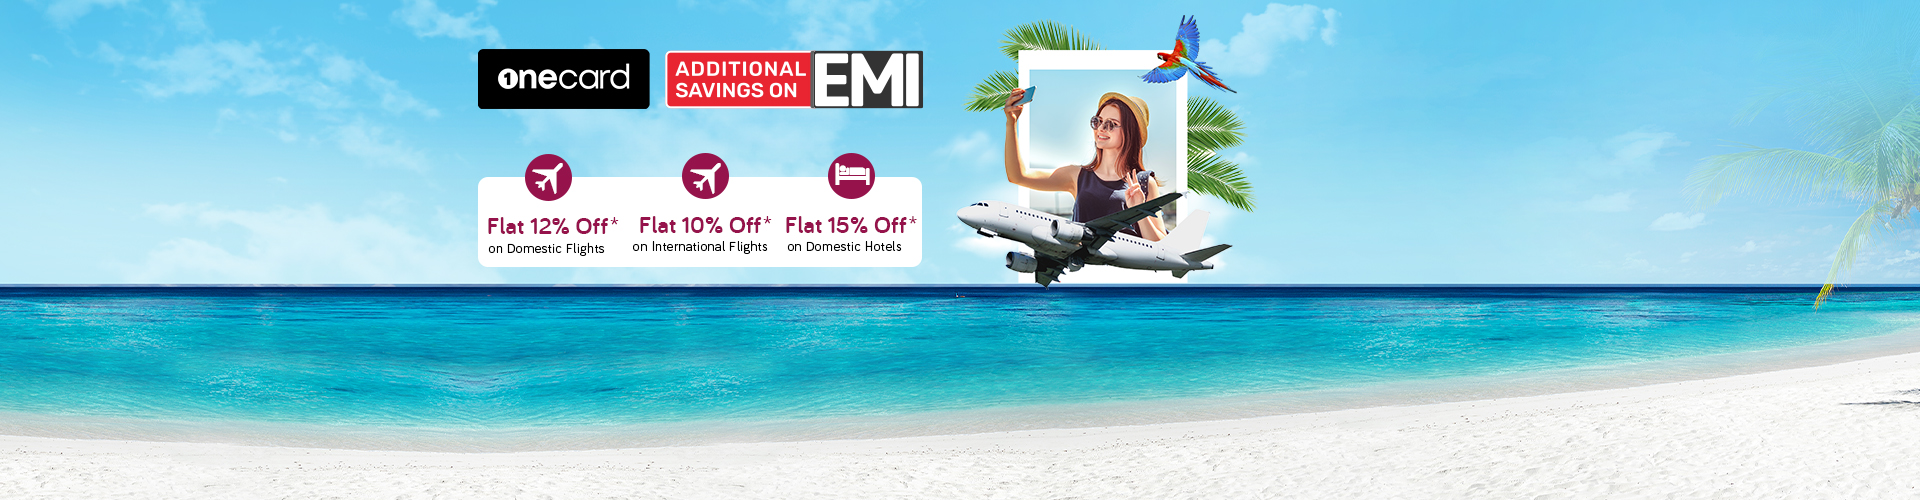 onecard
ADDITIONAL
SAVINGS ON
EMI
Flat 12% Off*
on Domestic Flights
Flat 10% Off*
on International Flights
Flat 15% Off*
on Domestic Hotels